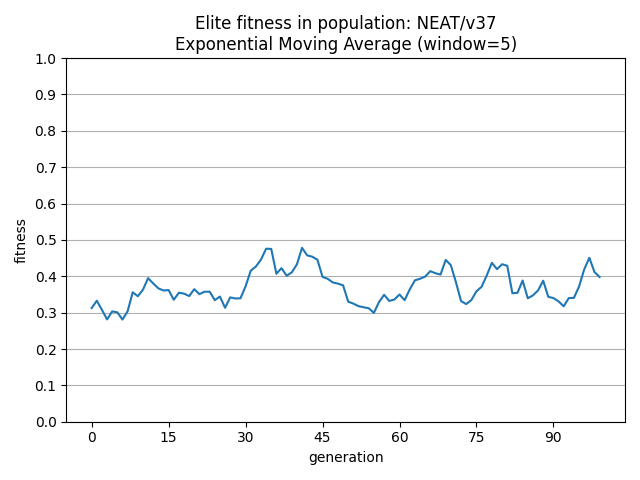 Elite fitness in population: NEAT/v37
Exponential Moving Average (window=5)
1.0
0.9
0.8
0.7
0.6
0.5
0.4
0.3
0.2
0.1
0.0
fitness
0 15 30 45 60 75 90
generation